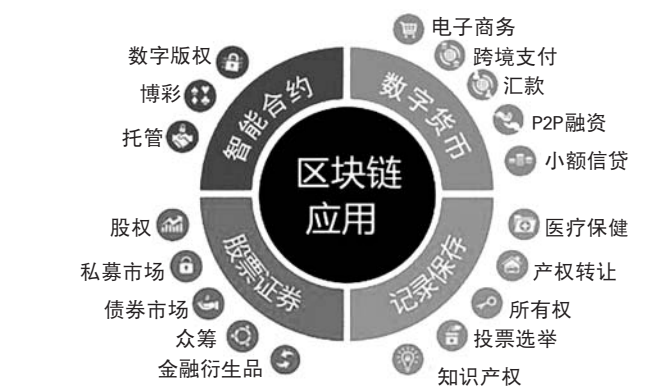 区块链
应用
智能合约
数字版权
博彩
托管
数字货币
电子商务
跨境支付
汇款
P2P融资
小额信贷
股票证券
股权
私募市场
债券市场
众筹
金融衍生品
记录保存
医疗保健
产权转让
所有权
投票选举
知识产权